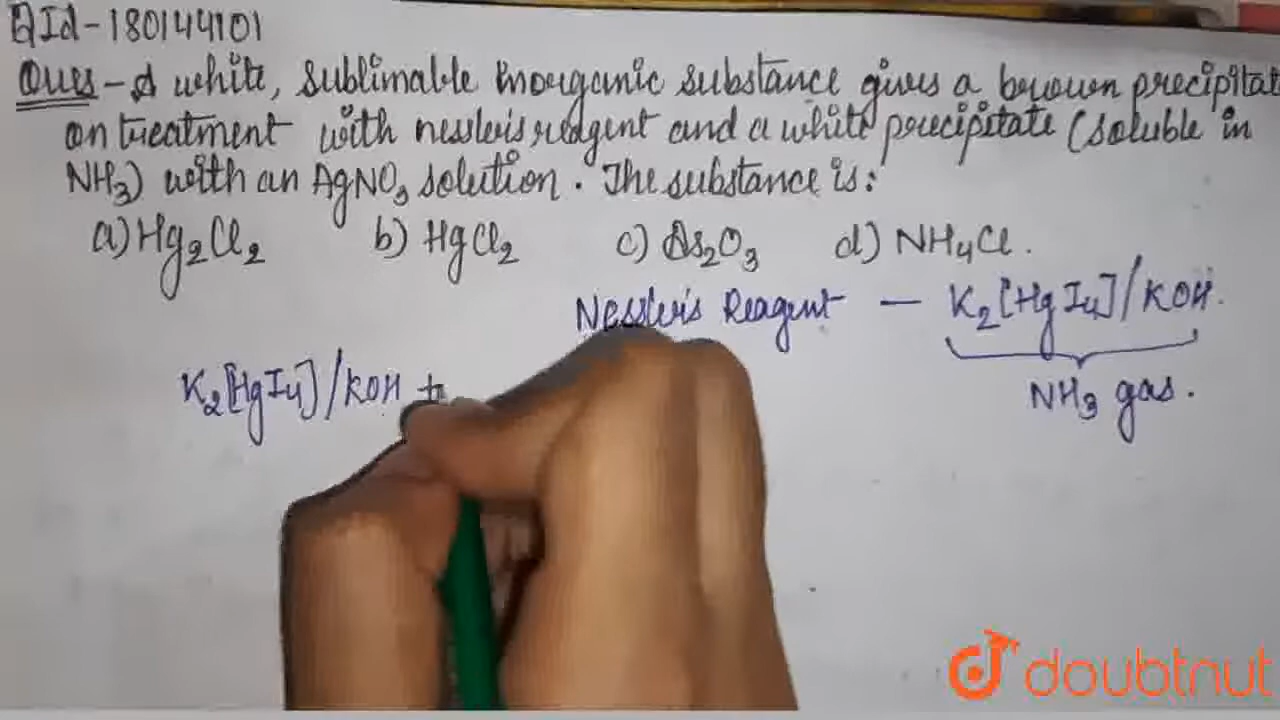 QId-180144101
Ques - A white, sublimable inorganic substance gives a brown precipitat
on treatment with nessler's reagent and a white precipitate (soluble in
NH3) with an AgNO3 solution. The substance is:
a) Hg2Cl2 b) HgCl2 c) As2O3 d) NH4Cl.
Nessler's Reagent — K2[HgI4]/KOH.
K2[HgI4]/KOH +
NH3 gas.
doubtnut